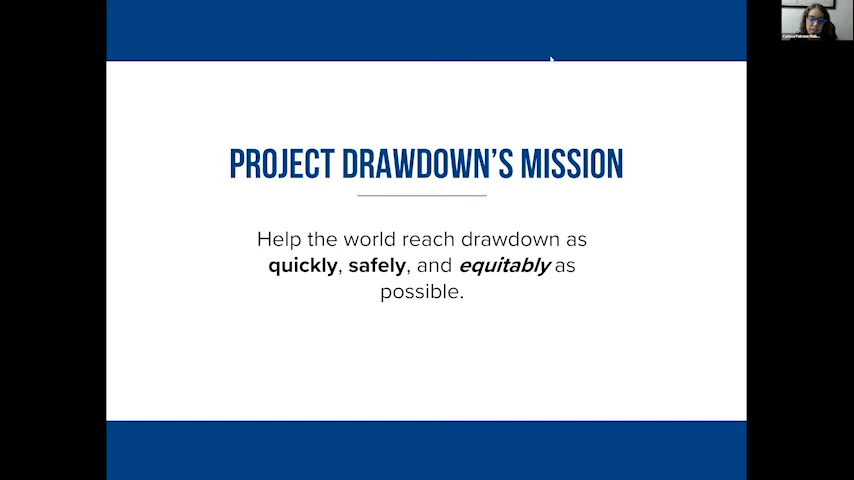 PROJECT DRAWDOWN'S MISSION
Help the world reach drawdown as
quickly, safely, and equitably as
possible.